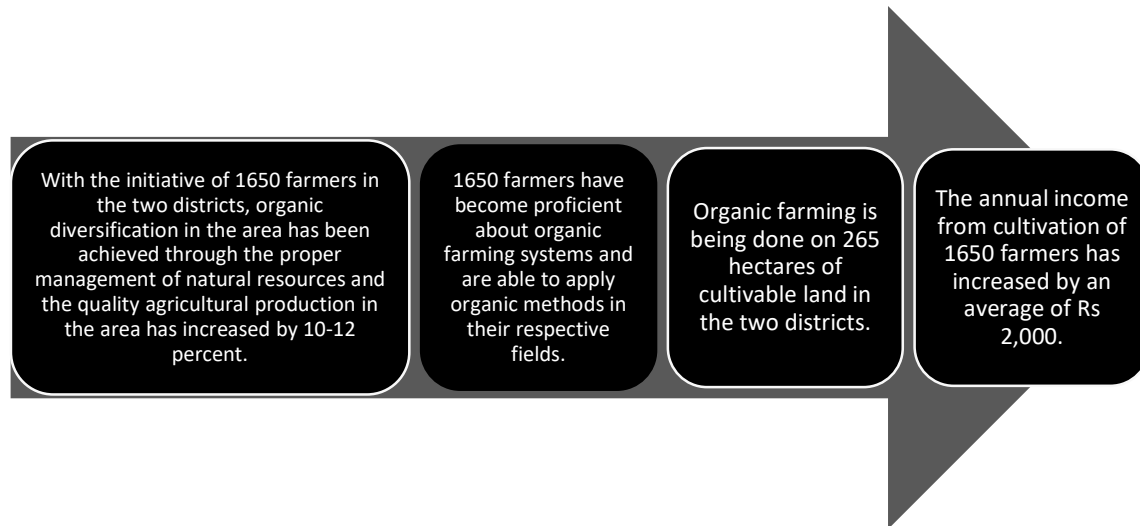 With the initiative of 1650 farmers in
the two districts, organic
diversification in the area has been
achieved through the proper
management of natural resources and
the quality agricultural production in
the area has increased by 10-12
percent.
1650 farmers have
become proficient
about organic
farming systems and
are able to apply
organic methods in
their respective
fields.
Organic farming is
being done on 265
hectares of
cultivable land in
the two districts.
The annual income
from cultivation of
1650 farmers has
increased by an
average of Rs
2,000.